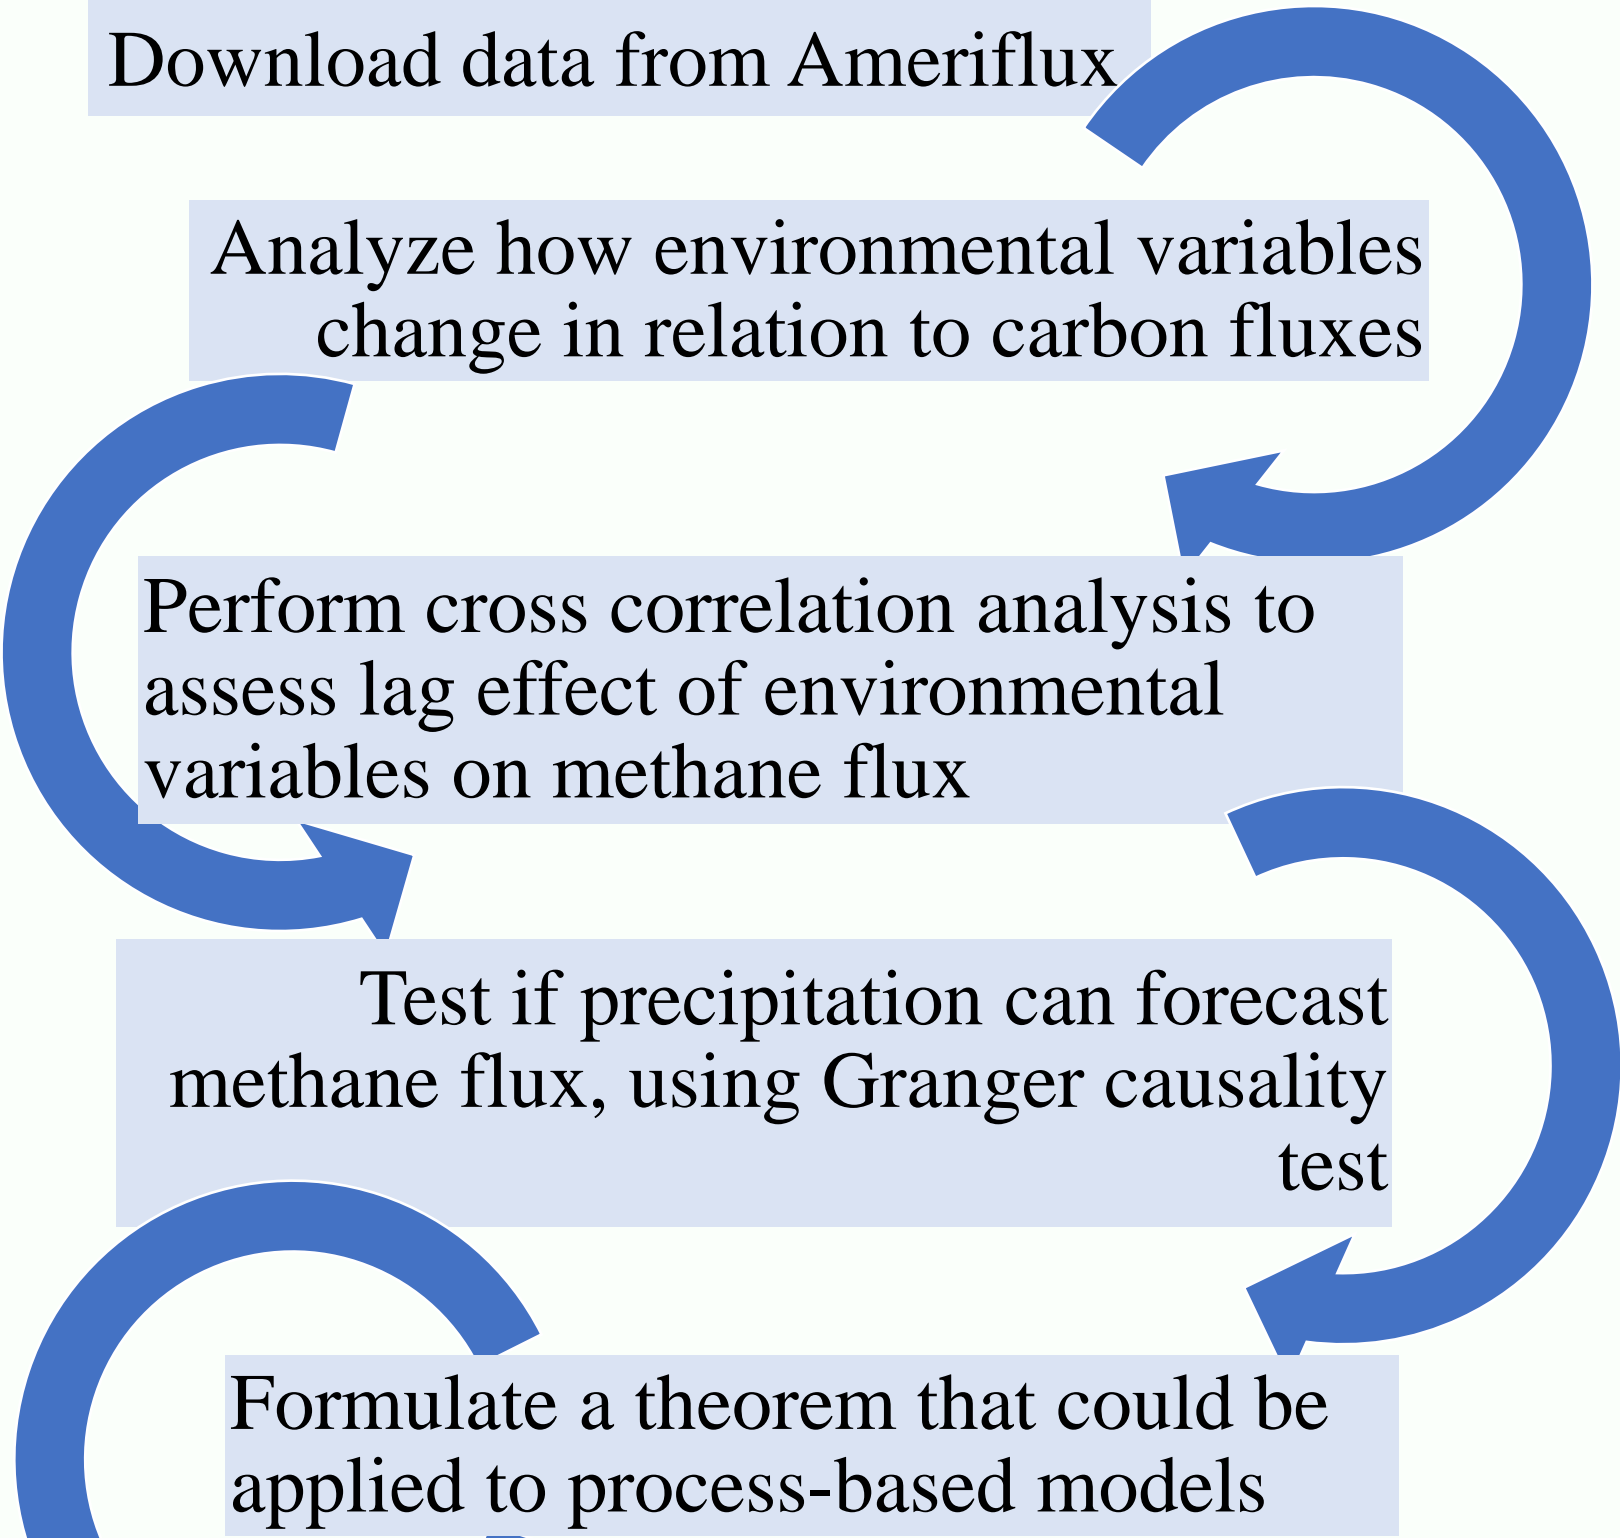 Download data from Ameriflux
Analyze how environmental variables
change in relation to carbon fluxes
Perform cross correlation analysis to
assess lag effect of environmental
variables on methane flux
Test if precipitation can forecast
methane flux, using Granger causality
test
Formulate a theorem that could be
applied to process-based models